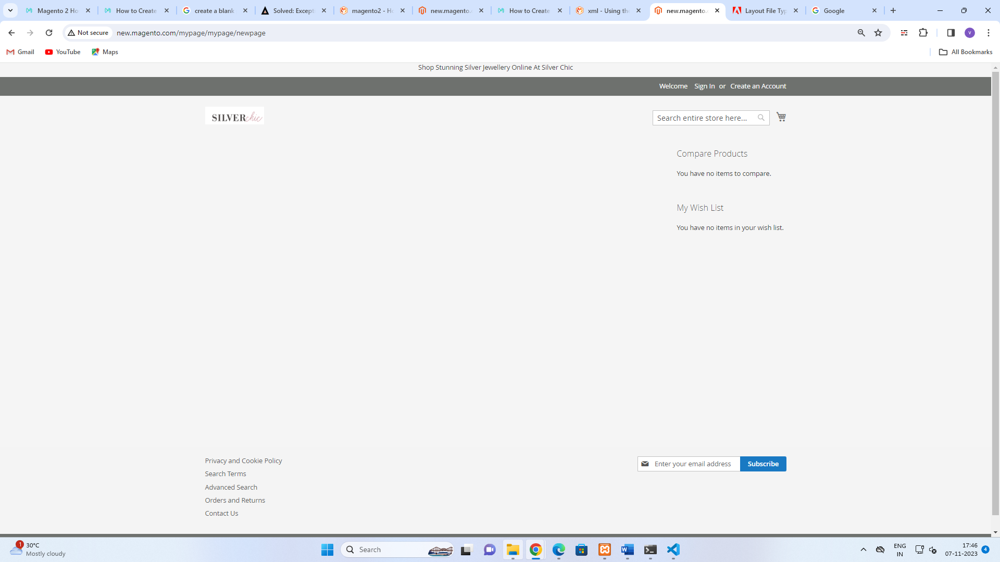 Magento 2 Ho
How to Create
create a blank
Solved: Excepti
magento2 - Ho
new.magento.c
How to Create
xml - Using the
new.magento.c
Layout File Typ
Google
Not secure
new.magento.com/mypage/mypage/newpage
V
Gmail
YouTube
Maps
All Bookmarks
Shop Stunning Silver Jewellery Online At Silver Chic
Welcome Sign In or Create an Account
SILVERchic
Search entire store here...
Compare Products
You have no items to compare.
My Wish List
You have no items in your wish list.
Privacy and Cookie Policy
Search Terms
Advanced Search
Orders and Returns
Contact Us
Enter your email address
Subscribe
1
30°C
Mostly cloudy
Search
ENG
IN
17:46
07-11-2023
4